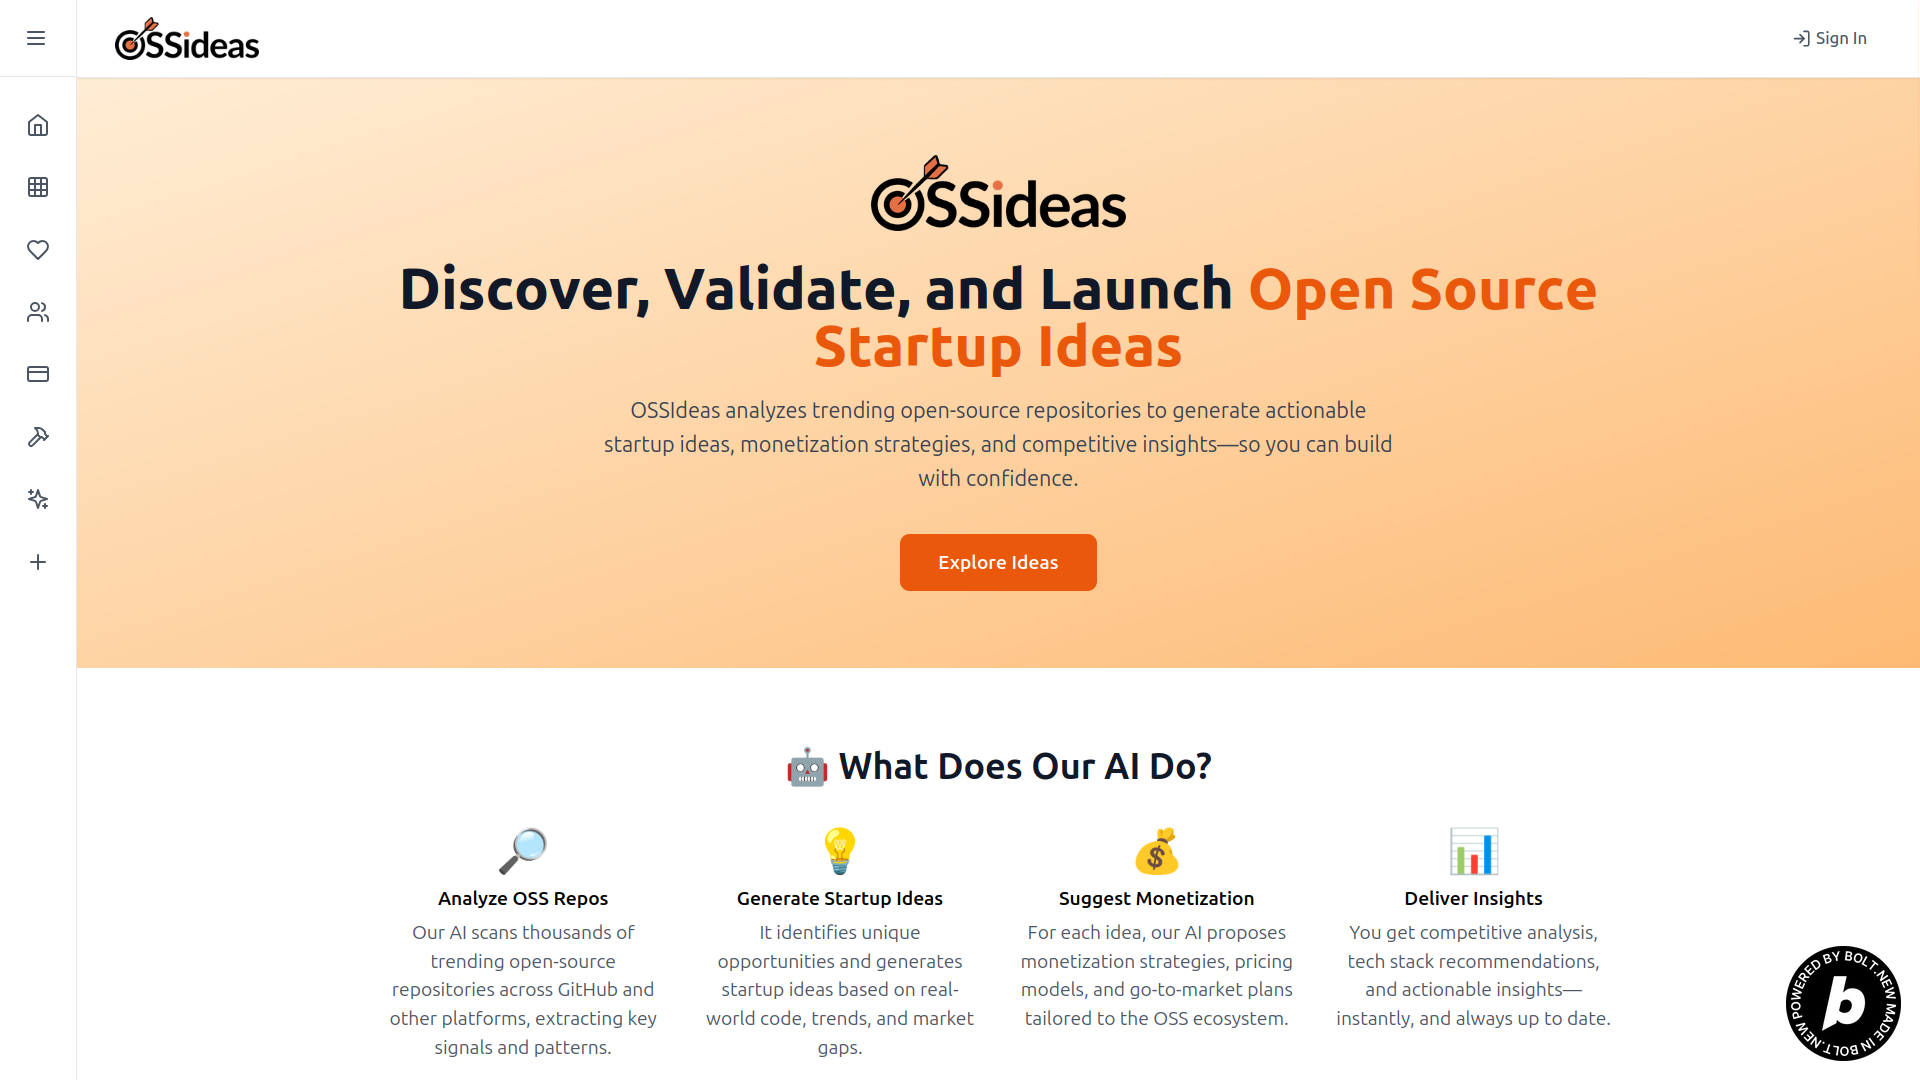 OSSideas
Sign In
OSSideas
Discover, Validate, and Launch Open Source
Startup Ideas
OSSIdeas analyzes trending open-source repositories to generate actionable
startup ideas, monetization strategies, and competitive insights—so you can build
with confidence.
Explore Ideas
🤖 What Does Our AI Do?
Analyze OSS Repos
Our AI scans thousands of
trending open-source
repositories across GitHub and
other platforms, extracting key
signals and patterns.
Generate Startup Ideas
It identifies unique
opportunities and generates
startup ideas based on real-
world code, trends, and market
gaps.
Suggest Monetization
For each idea, our AI proposes
monetization strategies, pricing
models, and go-to-market plans
tailored to the OSS ecosystem.
Deliver Insights
You get competitive analysis,
tech stack recommendations,
and actionable insights—
instantly, and always up to date.
POWERED BY BOLT.NEW MADE IN BOLT.NEW
b